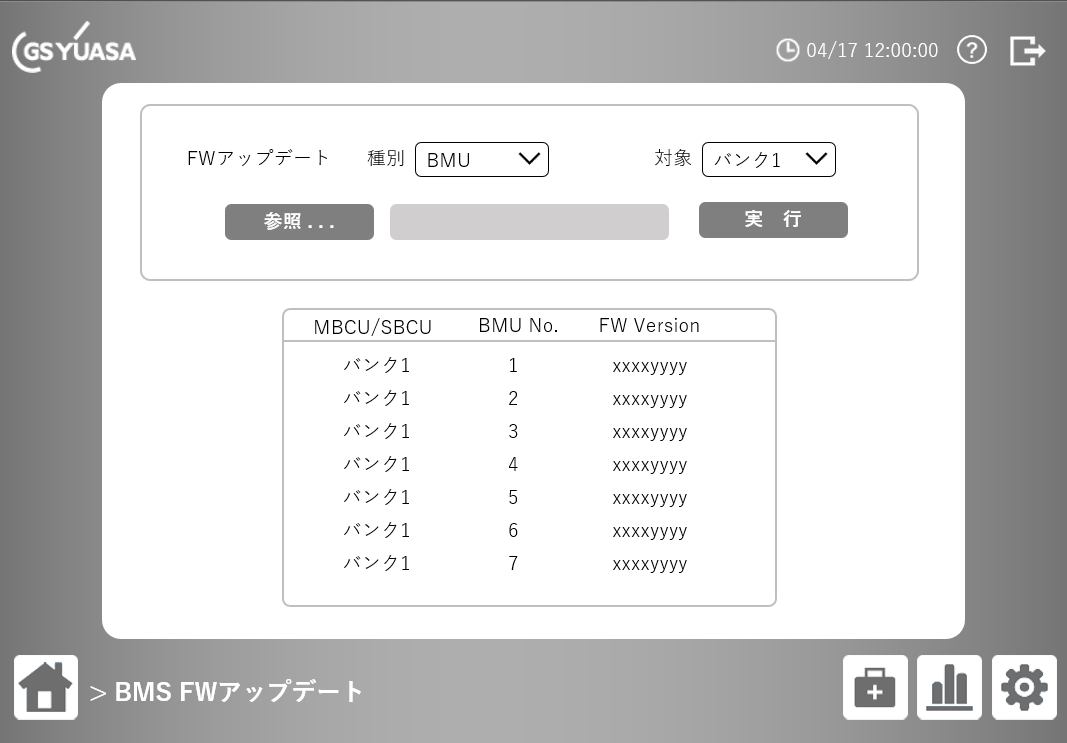 GS YUASA
04/17 12:00:00
FWアップデート 種別 BMU 対象 バンク1
参照 . . . 実 行
MBCU/SBCU BMU No. FW Version
バンク1 1 xxxxyyyy
バンク1 2 xxxxyyyy
バンク1 3 xxxxyyyy
バンク1 4 xxxxyyyy
バンク1 5 xxxxyyyy
バンク1 6 xxxxyyyy
バンク1 7 xxxxyyyy
> BMS FWアップデート